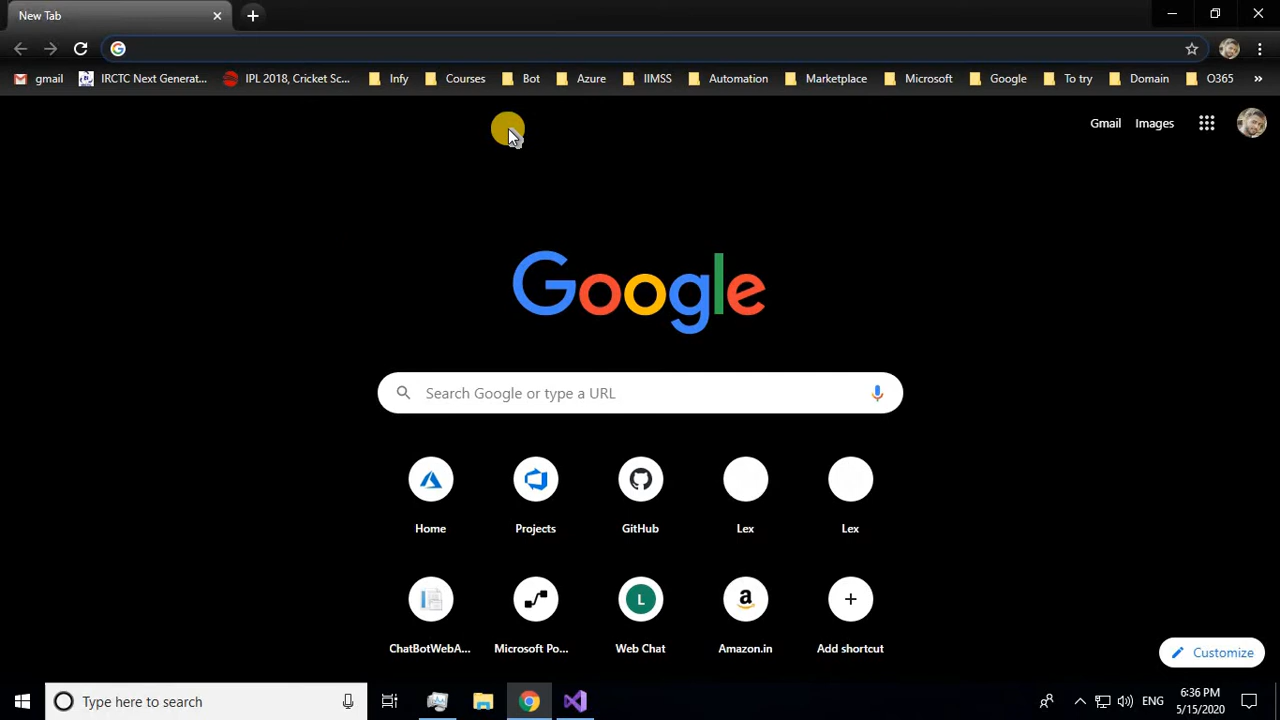 New Tab
gmail IRCTC Next Generat... IPL 2018, Cricket Sc... Infy Courses Bot Azure IIMSS Automation Marketplace Microsoft Google To try Domain O365 »
Gmail Images
Google
Search Google or type a URL
Home Projects GitHub Lex Lex
L a
ChatBotWebA... Microsoft Po... Web Chat Amazon.in Add shortcut
Customize
Type here to search
ENG
6:36 PM
5/15/2020